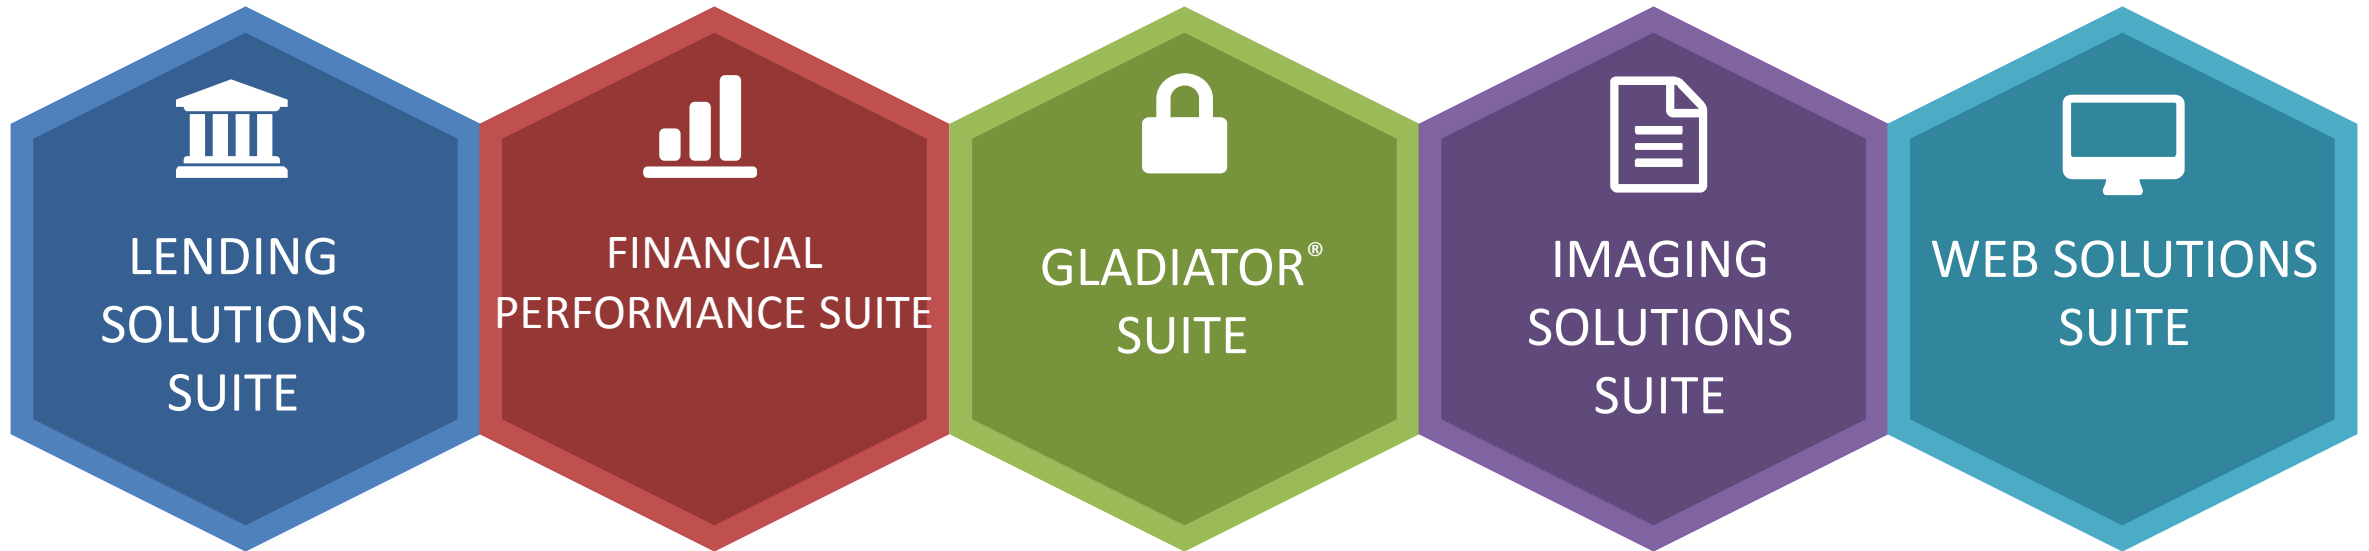 LENDING
SOLUTIONS
SUITE
FINANCIAL
PERFORMANCE SUITE
GLADIATOR®
SUITE
IMAGING
SOLUTIONS
SUITE
WEB SOLUTIONS
SUITE